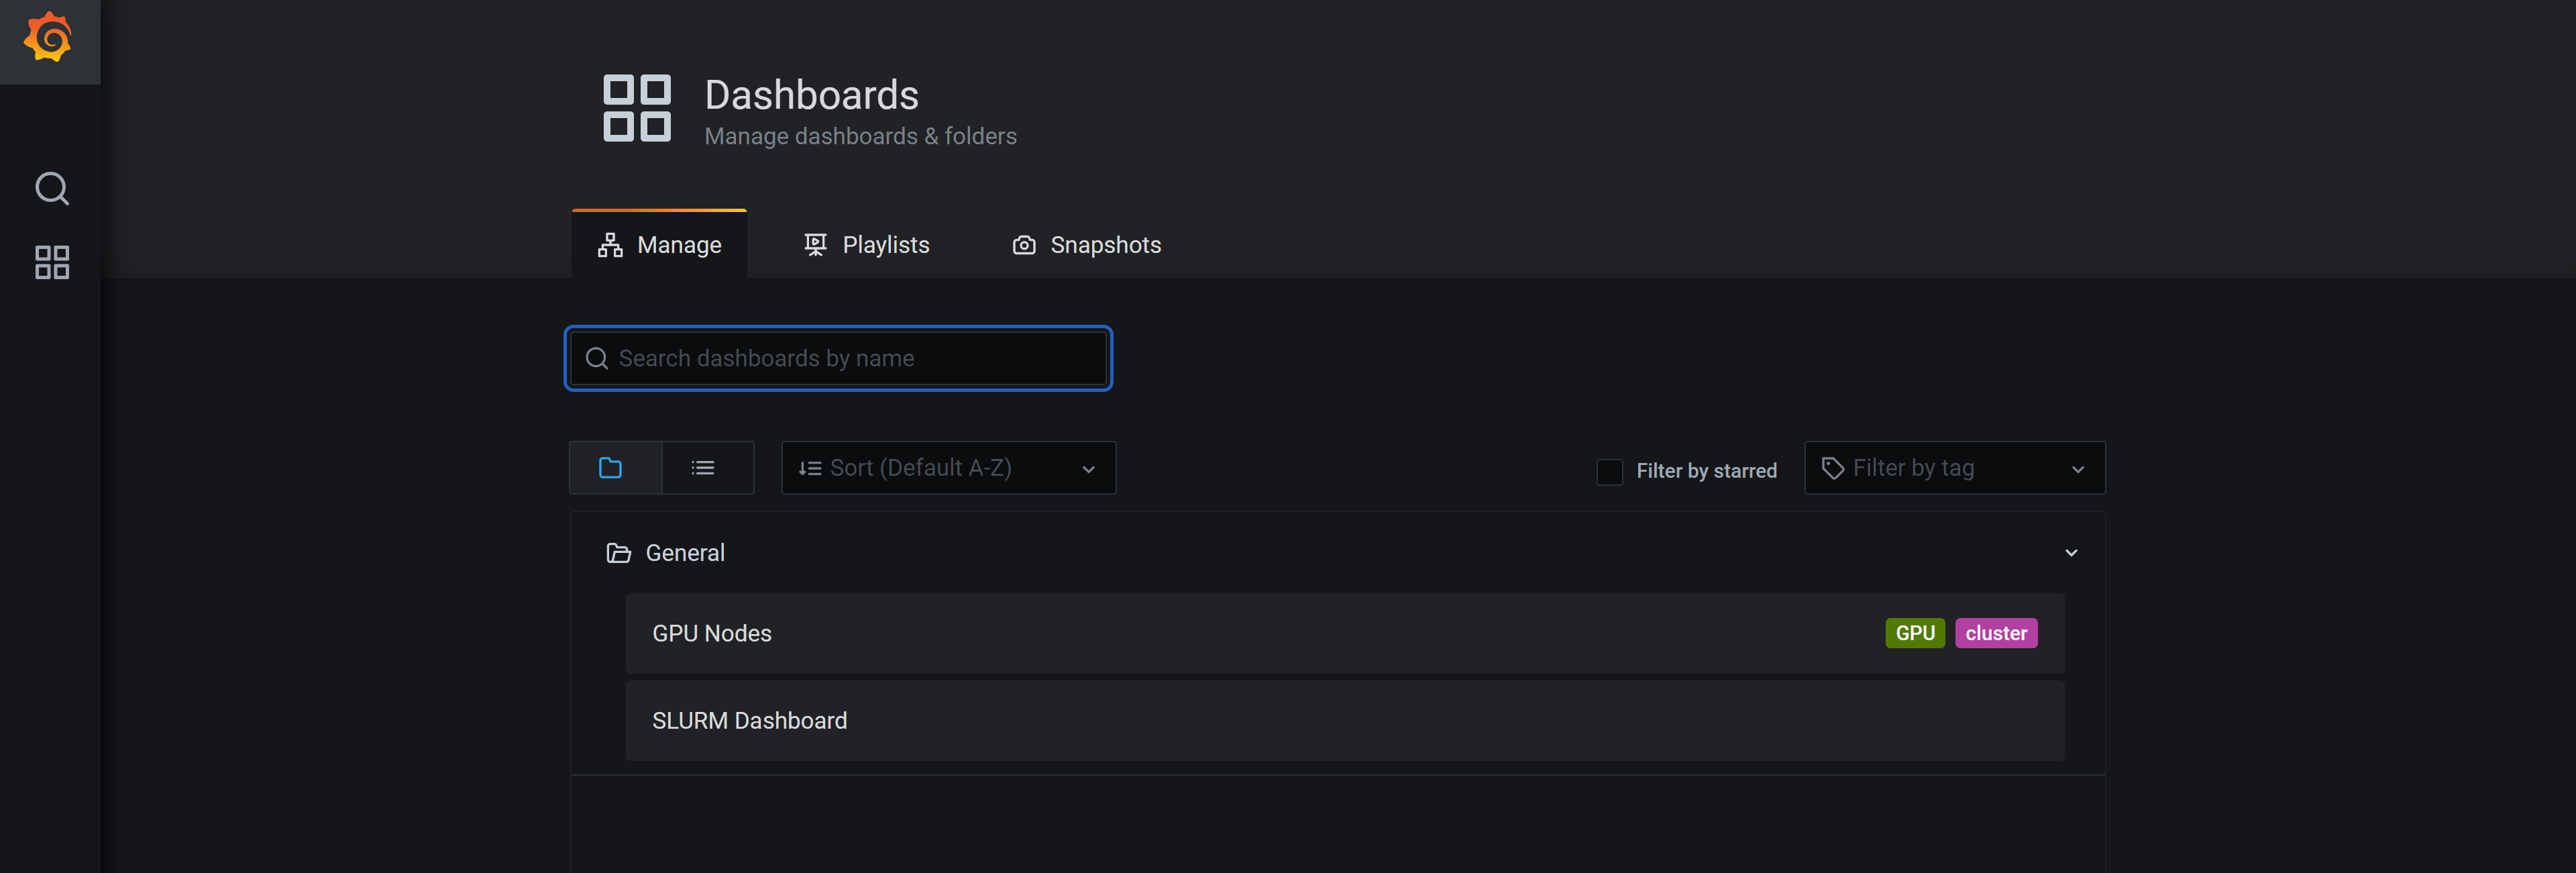 Dashboards
Manage dashboards & folders
Manage Playlists Snapshots
Search dashboards by name
Sort (Default A-Z) Filter by starred Filter by tag
General
GPU Nodes GPU cluster
SLURM Dashboard